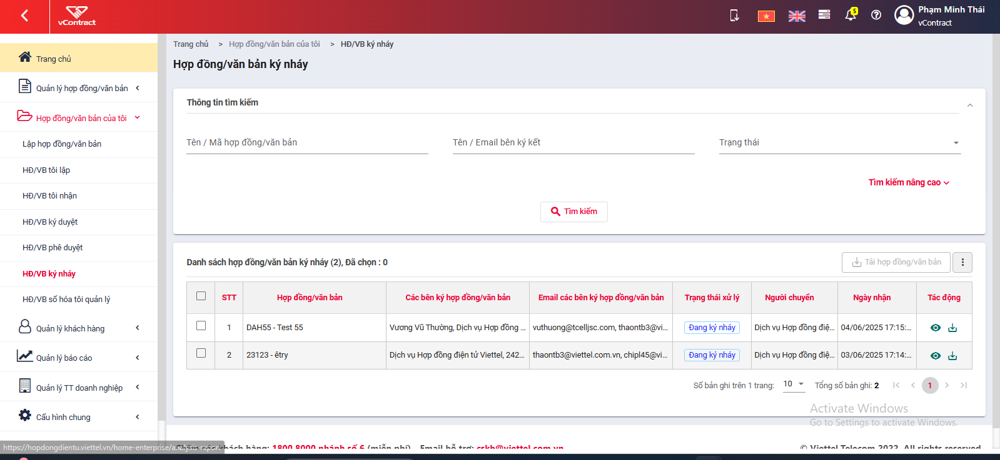 vContract
5
Phạm Minh Thái
vContract
Trang chủ
Quản lý hợp đồng/văn bản
Hợp đồng/văn bản của tôi
Lập hợp đồng/văn bản
HĐ/VB tôi lập
HĐ/VB tôi nhận
HĐ/VB ký duyệt
HĐ/VB phê duyệt
HĐ/VB ký nháy
HĐ/VB số hóa tôi quản lý
Quản lý khách hàng
Quản lý báo cáo
Quản lý TT doanh nghiệp
Cấu hình chung
Trang chủ > Hợp đồng/văn bản của tôi > HĐ/VB ký nháy
Hợp đồng/văn bản ký nháy
Thông tin tìm kiếm
Tên / Mã hợp đồng/văn bản Tên / Email bên ký kết Trạng thái
Tìm kiếm nâng cao
Tìm kiếm
Danh sách hợp đồng/văn bản ký nháy (2), Đã chọn : 0 Tải hợp đồng/văn bản
STT Hợp đồng/văn bản Các bên ký hợp đồng/văn bản Email các bên ký hợp đồng/văn bản Trạng thái xử lý Người chuyển Ngày nhận Tác động
1 DAH55 - Test 55 Vương Vũ Thường, Dịch vụ Hợp đồng ... vuthuong@tcelljsc.com, thaontb3@vi... Đang ký nháy Dịch vụ Hợp đồng điệ... 04/06/2025 17:15:...
2 23123 - êtry Dịch vụ Hợp đồng điện tử Viettel, 242... thaontb3@viettel.com.vn, chipl45@vi... Đang ký nháy Dịch vụ Hợp đồng điệ... 03/06/2025 17:14:...
Số bản ghi trên 1 trang: 10 Tổng số bản ghi: 2 1
Activate Windows
Go to Settings to activate Windows.
https://hopdongdientu.viettel.vn/home-enterprise/analysis-report
khách hàng: 1800 8000 nhánh số 6 (miễn phí) Email hỗ trợ: cskh@viettel.com.vn © Viettel Telecom 2022. All rights reserved